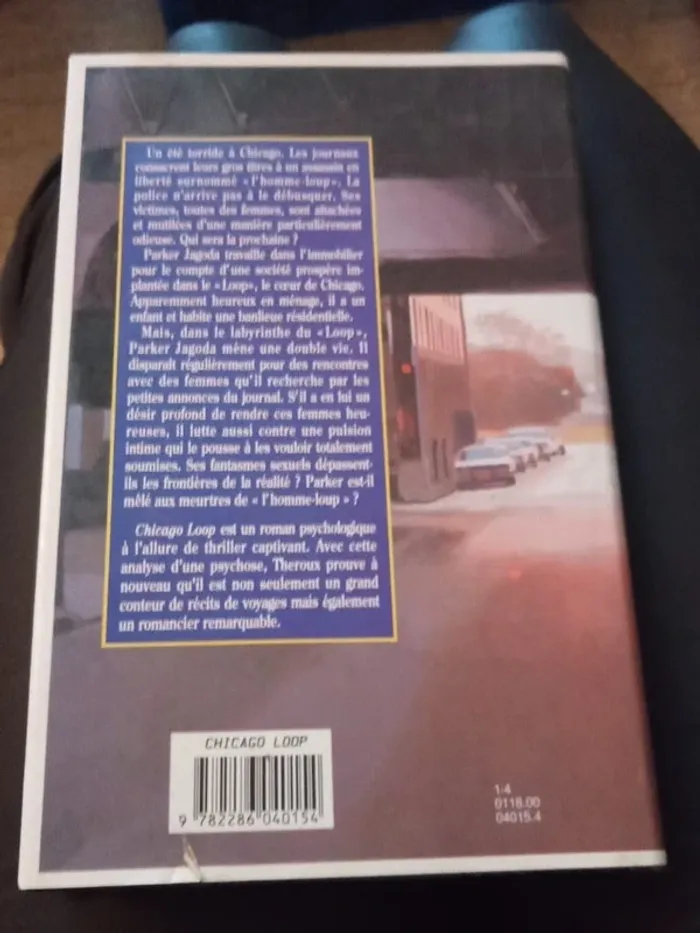 Un été torride à Chicago. Les journaux
consacrent leurs gros titres à un assassin en
liberté surnommé « l'homme-loup ». La
police n'arrive pas à le débusquer. Ses
victimes, toutes des femmes, sont attachées
et mutilées d'une manière particulièrement
odieuse. Qui sera la prochaine ?
Parker Jagoda travaille dans l'immobilier
pour le compte d'une société prospère im-
plantée dans le « Loop », le cœur de Chicago.
Apparemment heureux en ménage, il a un
enfant et habite une banlieue résidentielle.
Mais, dans le labyrinthe du « Loop »,
Parker Jagoda mène une double vie. Il
disparaît régulièrement pour des rencontres
avec des femmes qu'il recherche par les
petites annonces du journal. S'il a en lui un
désir profond de rendre ces femmes heu-
reuses, il lutte aussi contre une pulsion
intime qui le pousse à les vouloir totalement
soumises. Ses fantasmes sexuels dépassent-
ils les frontières de la réalité ? Parker est-il
mêlé aux meurtres de « l'homme-loup » ?
Chicago Loop est un roman psychologique
à l'allure de thriller captivant. Avec cette
analyse d'une psychose, Theroux prouve à
nouveau qu'il est non seulement un grand
conteur de récits de voyages mais également
un romancier remarquable.
CHICAGO LOOP
9 782286 040154
1-4
0118.00
04015.4